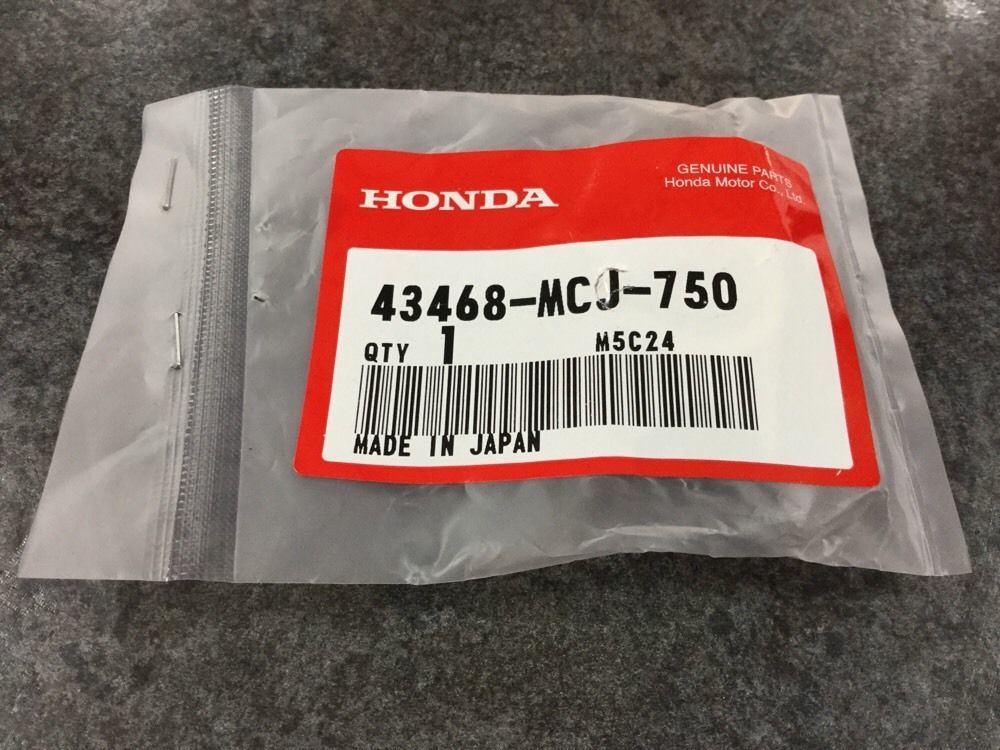 HONDA
GENUINE PARTS
Honda Motor Co., Ltd.
43468-MCJ-750
QTY 1 M5C24
MADE IN JAPAN